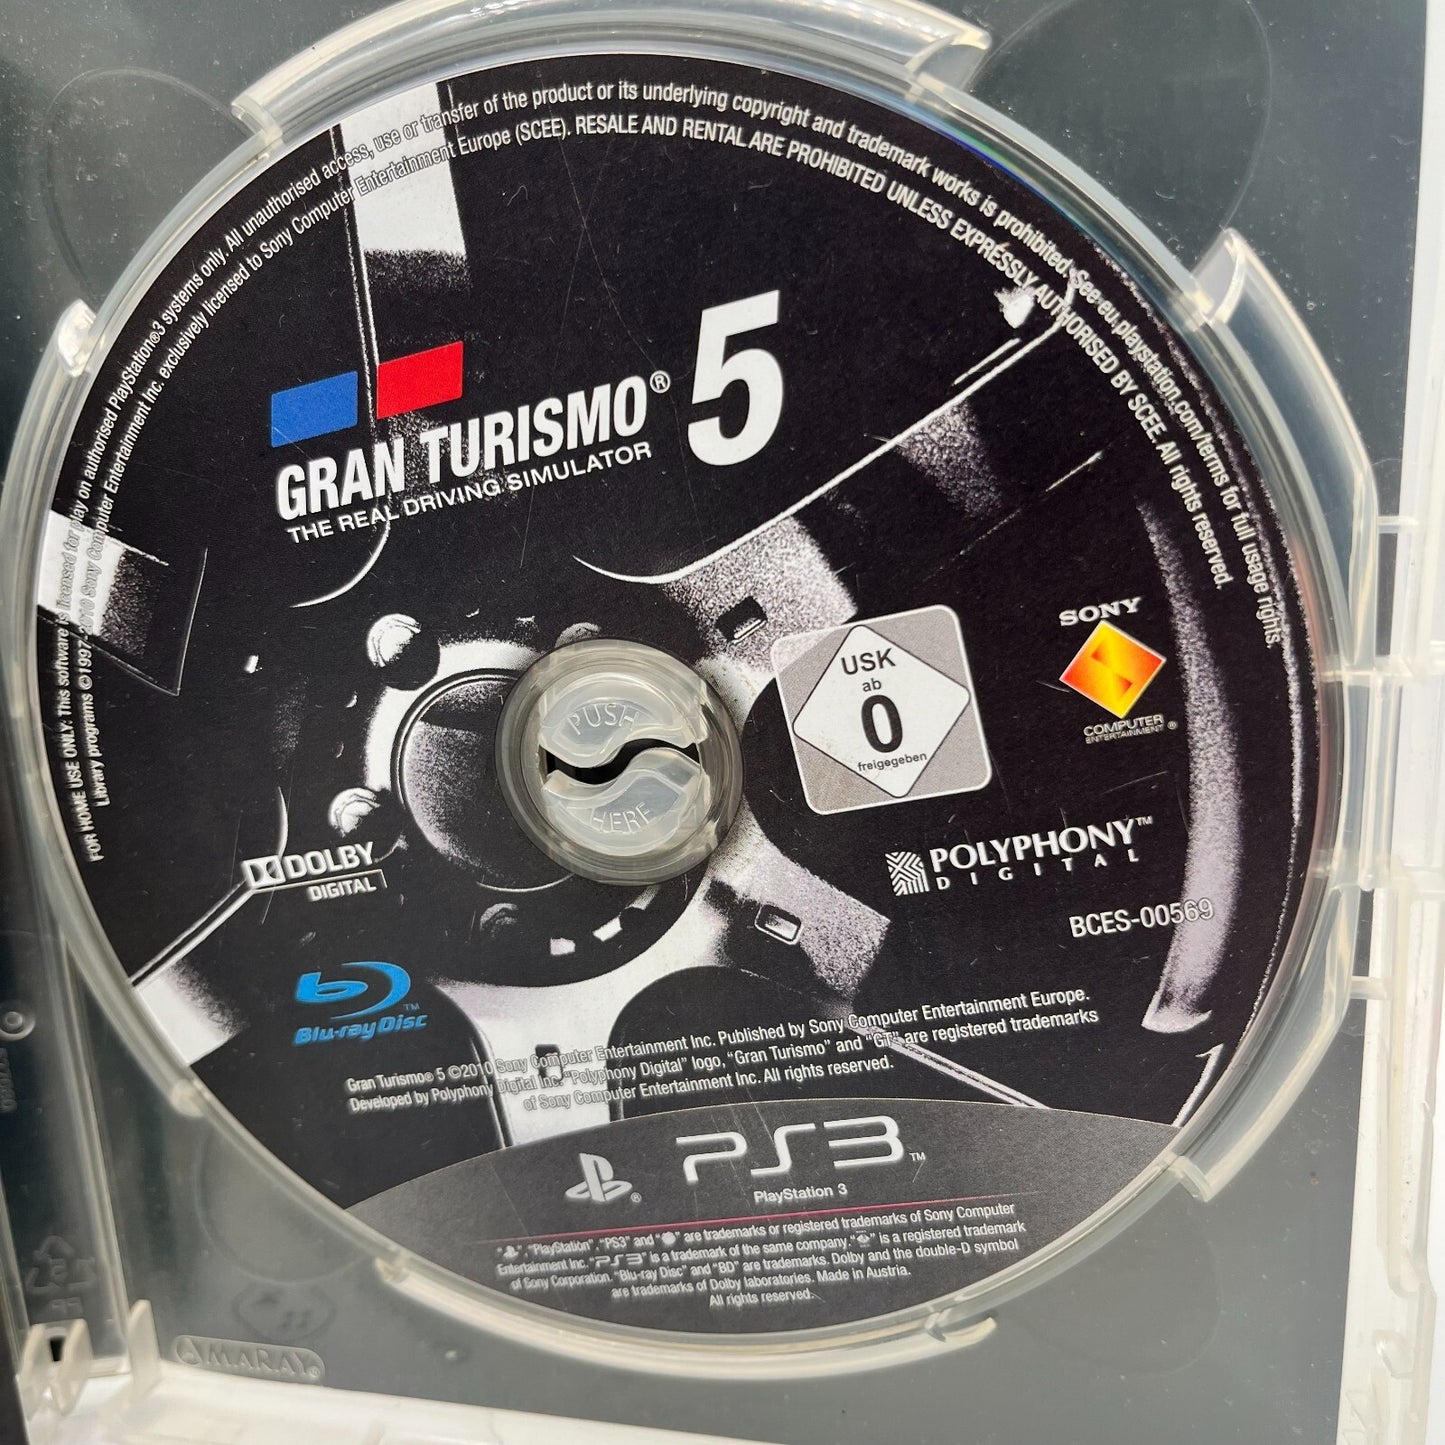 FOR HOME USE ONLY. This software is licensed for play on authorised PlayStation®3 systems only. All unauthorised access, use or transfer of the product or its underlying copyright and trademark works is prohibited. See eu.playstation.com/terms for full usage rights.
Library programs ©1997-2010 Sony Computer Entertainment Inc. exclusively licensed to Sony Computer Entertainment Europe (SCEE). RESALE AND RENTAL ARE PROHIBITED UNLESS EXPRESSLY AUTHORISED BY SCEE. All rights reserved.
GRAN TURISMO® 5
THE REAL DRIVING SIMULATOR
SONY
COMPUTER
ENTERTAINMENT®
USK
ab
0
freigegeben
PUSH
HERE
DOLBY
DIGITAL
POLYPHONY™
DIGITAL
BCES-00569
Blu-ray Disc™
Gran Turismo® 5 ©2010 Sony Computer Entertainment Inc. Published by Sony Computer Entertainment Europe.
Developed by Polyphony Digital Inc. "Polyphony Digital" logo, "Gran Turismo" and "GT" are registered trademarks
of Sony Computer Entertainment Inc. All rights reserved.
® PS3™
PlayStation 3
" ", "PlayStation", "PS3" and " " are trademarks or registered trademarks of Sony Computer
Entertainment Inc. "PS3" is a trademark of the same company. " " is a registered trademark
of Sony Corporation. "Blu-ray Disc" and "BD" are trademarks. Dolby and the double-D symbol
are trademarks of Dolby laboratories. Made in Austria.
All rights reserved.
AMARAY®